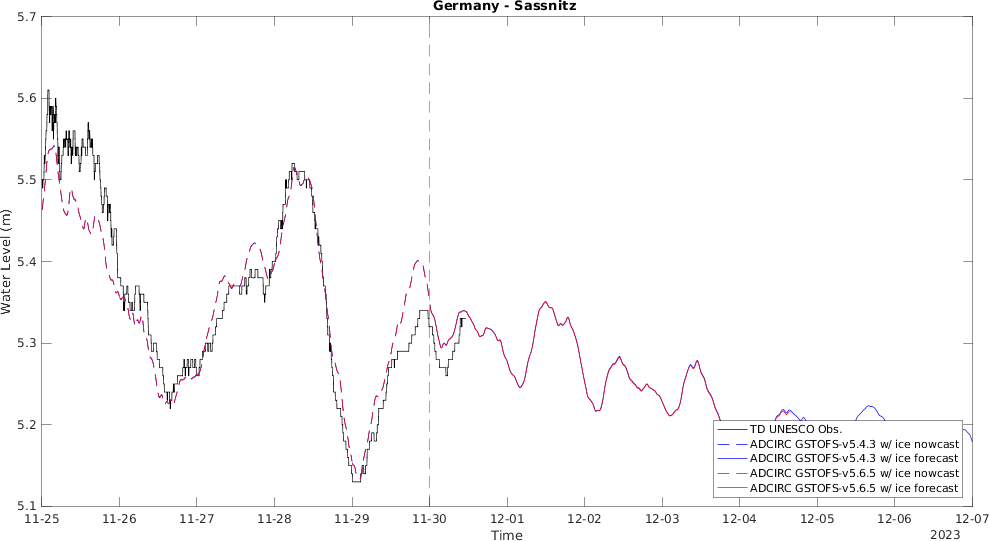 Germany - Sassnitz
5.7
5.6
5.5
5.4
5.3
5.2
5.1
Water Level (m)
TD UNESCO Obs.
ADCIRC GSTOFS-v5.4.3 w/ ice nowcast
ADCIRC GSTOFS-v5.4.3 w/ ice forecast
ADCIRC GSTOFS-v5.6.5 w/ ice nowcast
ADCIRC GSTOFS-v5.6.5 w/ ice forecast
11-25 11-26 11-27 11-28 11-29 11-30 12-01 12-02 12-03 12-04 12-05 12-06 12-07
Time
2023